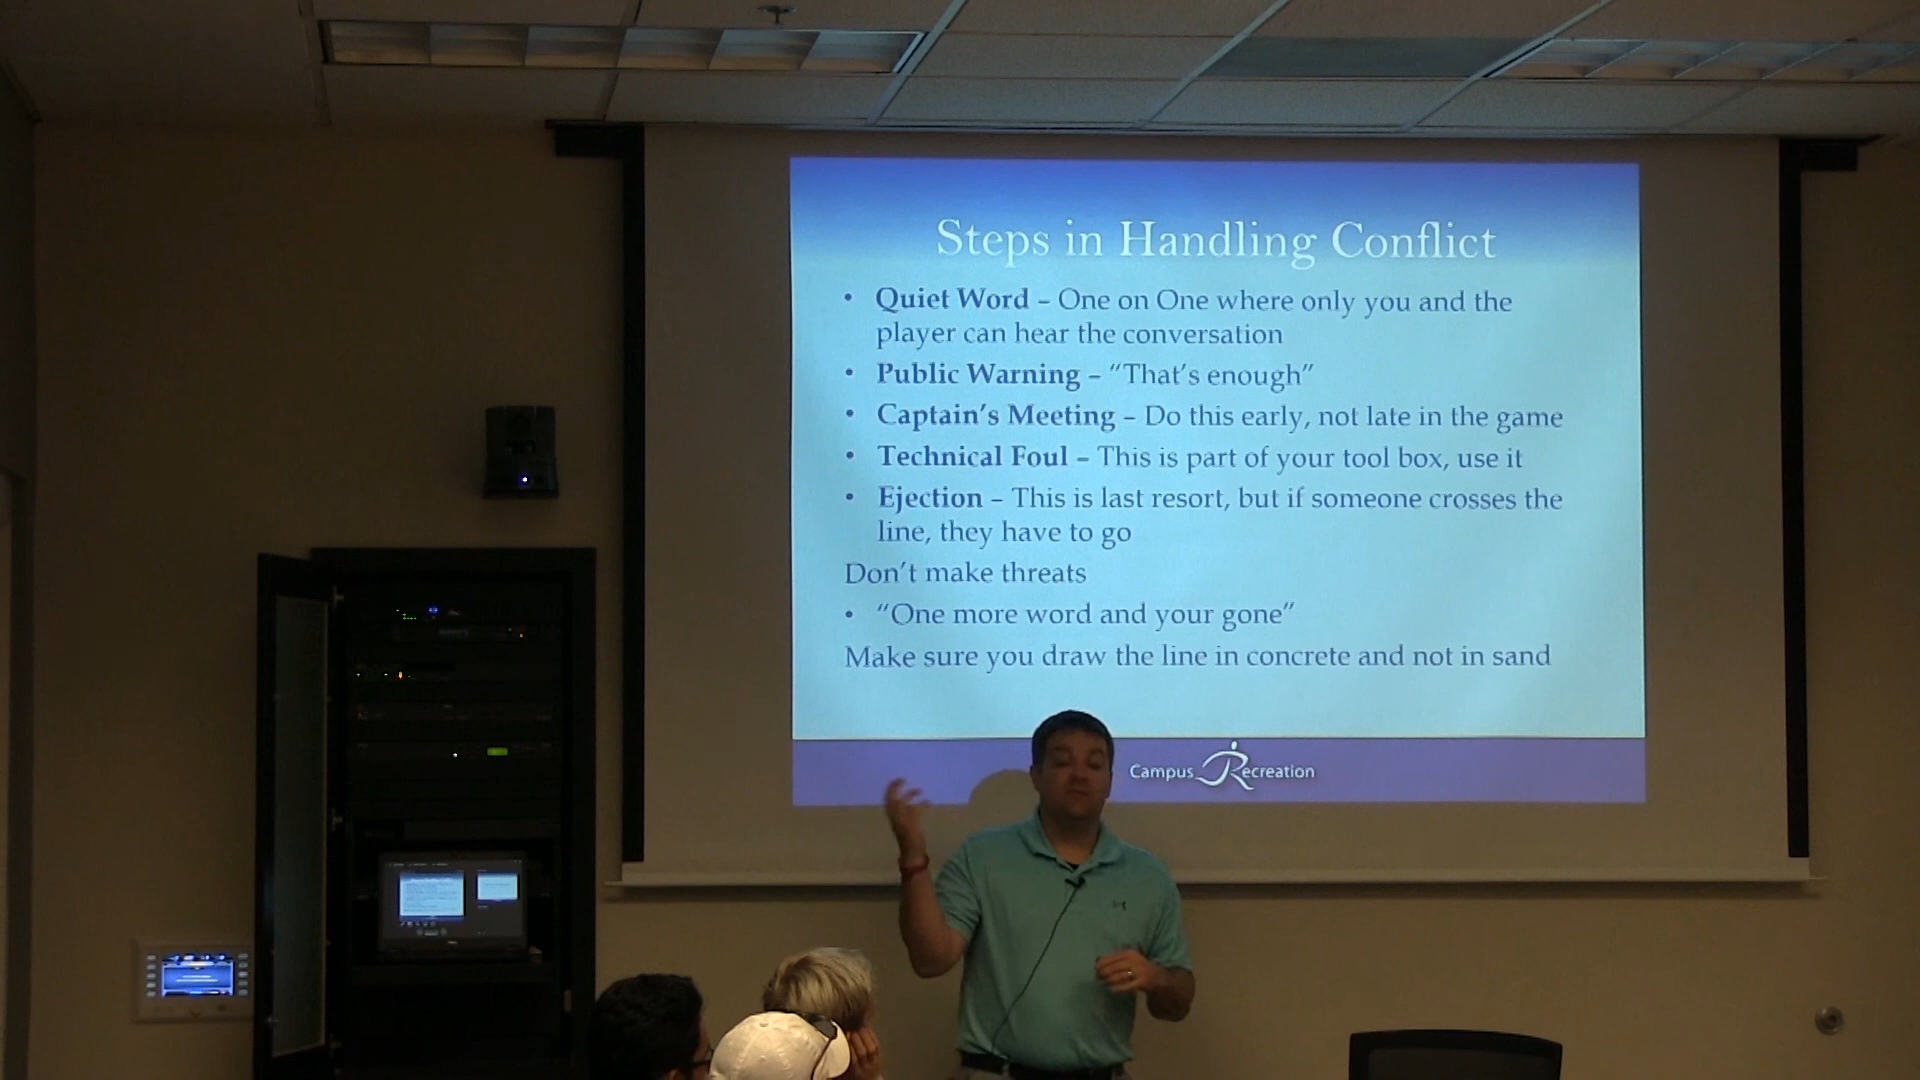 Steps in Handling Conflict
• Quiet Word – One on One where only you and the
player can hear the conversation
• Public Warning – “That’s enough”
• Captain’s Meeting – Do this early, not late in the game
• Technical Foul – This is part of your tool box, use it
• Ejection – This is last resort, but if someone crosses the
line, they have to go
Don’t make threats
• “One more word and your gone”
Make sure you draw the line in concrete and not in sand
Campus Recreation